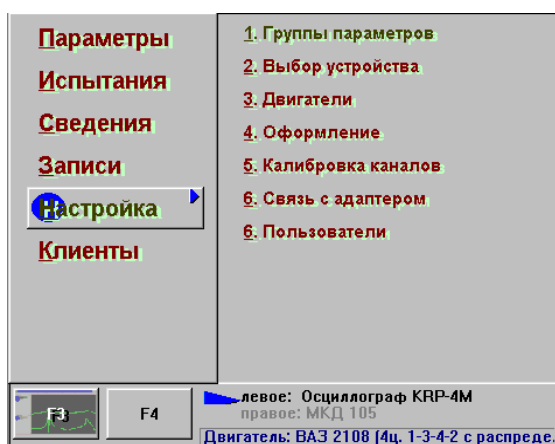 Параметры
Испытания
Сведения
Записи
Настройка
Клиенты
1. Группы параметров
2. Выбор устройства
3. Двигатели
4. Оформление
5. Калибровка каналов
6. Связь с адаптером
6. Пользователи
F3
F4
левое: Осциллограф KRP-4M
правое: МКД 105
Двигатель: ВАЗ 2108 (4ц. 1-3-4-2 с распреде.